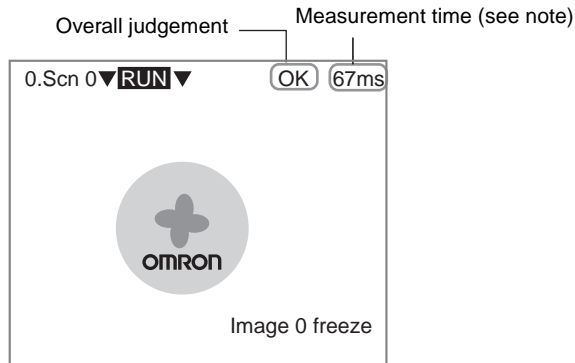 Measurement time (see note)
Overall judgement
0.Scn 0▼RUN▼ OK 67ms
OMRON
Image 0 freeze